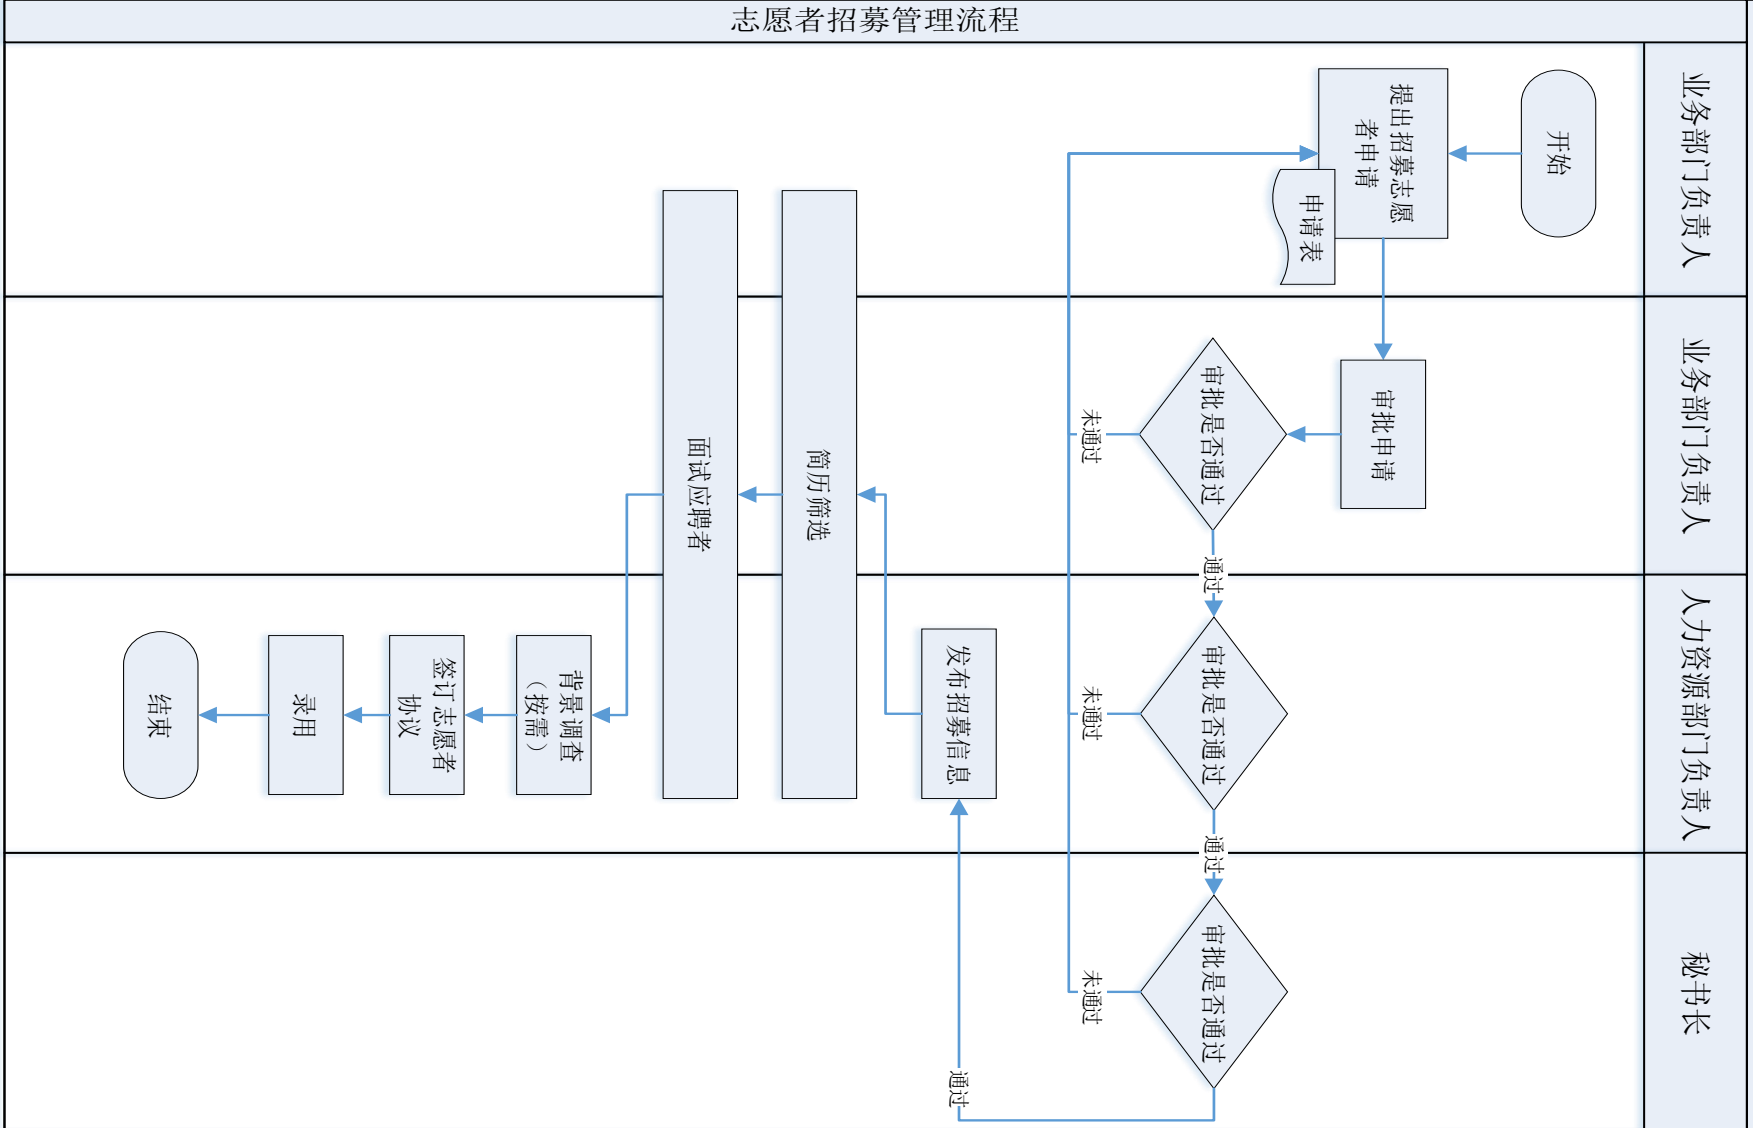 志愿者招募管理流程
业务部门负责人
业务部门负责人
人力资源部门负责人
秘书长
开始
提出招募志愿
者申请
申请表
审批申请
审批是否通过
未通过
通过
审批是否通过
未通过
通过
审批是否通过
未通过
通过
发布招募信息
简历筛选
面试应聘者
背景调查
（按需）
签订志愿者
协议
录用
结束